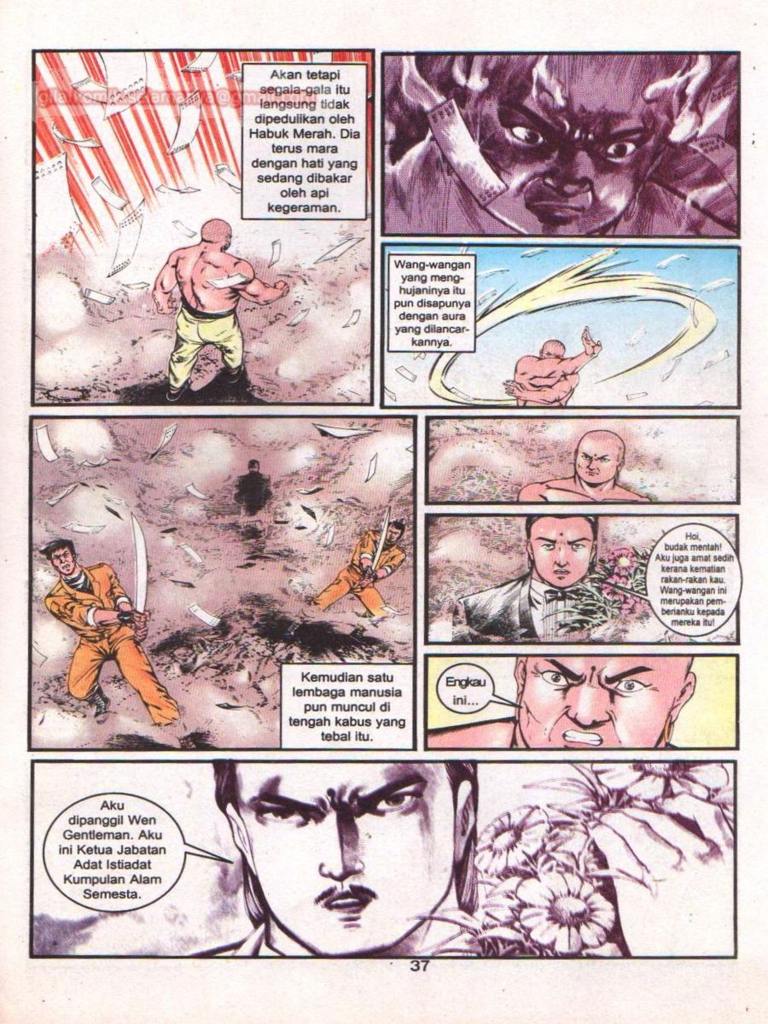 Akan tetapi
segala-gala itu
langsung tidak
dipedulikan oleh
Habuk Merah. Dia
terus mara
dengan hati yang
sedang dibakar
oleh api
kegeraman.
Wang-wangan
yang meng-
hujaninya itu
pun disapunya
dengan aura
yang dilancar-
kannya.
Kemudian satu
lembaga manusia
pun muncul di
tengah kabus yang
tebal itu.
Hoi,
budak mentah!
Aku juga amat sedih
kerana kematian
rakan-rakan kau.
Wang-wangan ini
merupakan pem-
berianku kepada
mereka itu!
Engkau
ini...
Aku
dipanggil Wen
Gentleman. Aku
ini Ketua Jabatan
Adat Istiadat
Kumpulan Alam
Semesta.
37